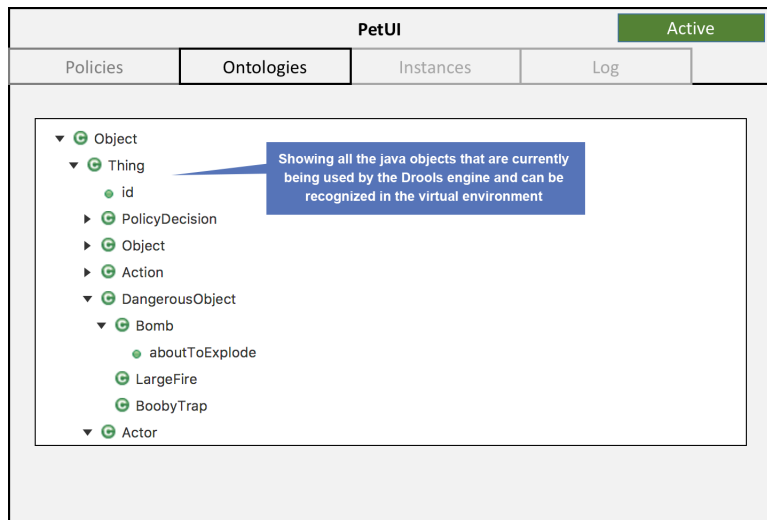 PetUI
Active
Policies
Ontologies
Instances
Log
Object
Thing
Showing all the java objects that are currently
being used by the Drools engine and can be
recognized in the virtual environment
id
PolicyDecision
Object
Action
DangerousObject
Bomb
aboutToExplode
LargeFire
BoobyTrap
Actor